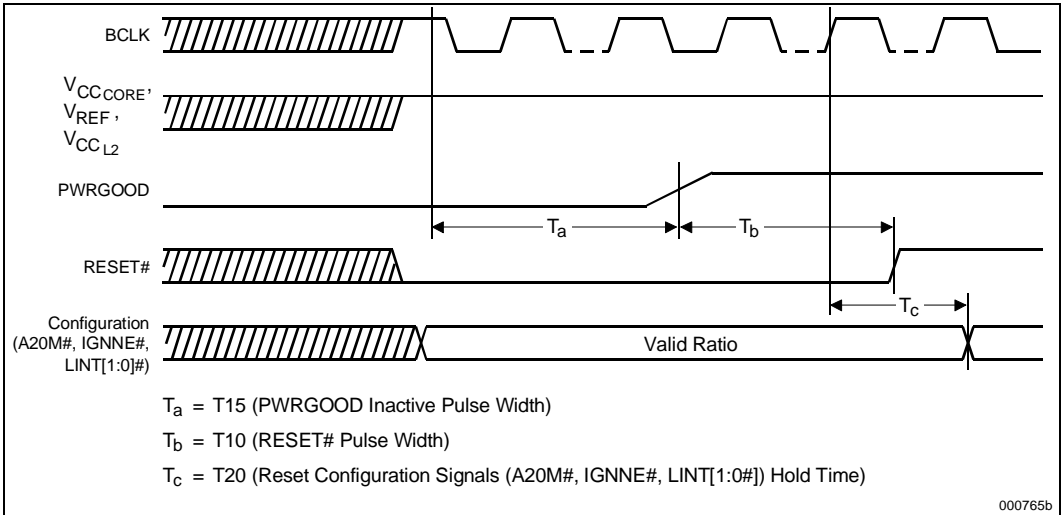 BCLK
VCCCORE,
VREF,
VCCL2
PWRGOOD
Ta
Tb
RESET#
Tc
Configuration
(A20M#, IGNNE#,
LINT[1:0]#)
Valid Ratio
Ta = T15 (PWRGOOD Inactive Pulse Width)
Tb = T10 (RESET# Pulse Width)
Tc = T20 (Reset Configuration Signals (A20M#, IGNNE#, LINT[1:0#]) Hold Time)
000765b